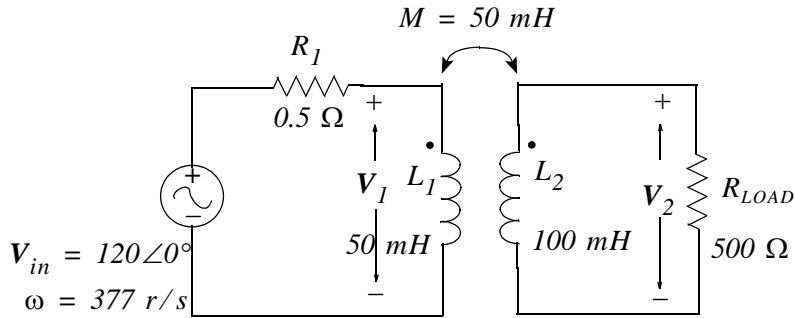 M = 50 mH
R1
0.5 Ω
+
+
+
−
V1
L1
L2
V2
RLOAD
50 mH
100 mH
500 Ω
Vin = 120∠0°
ω = 377 r/s
−
−